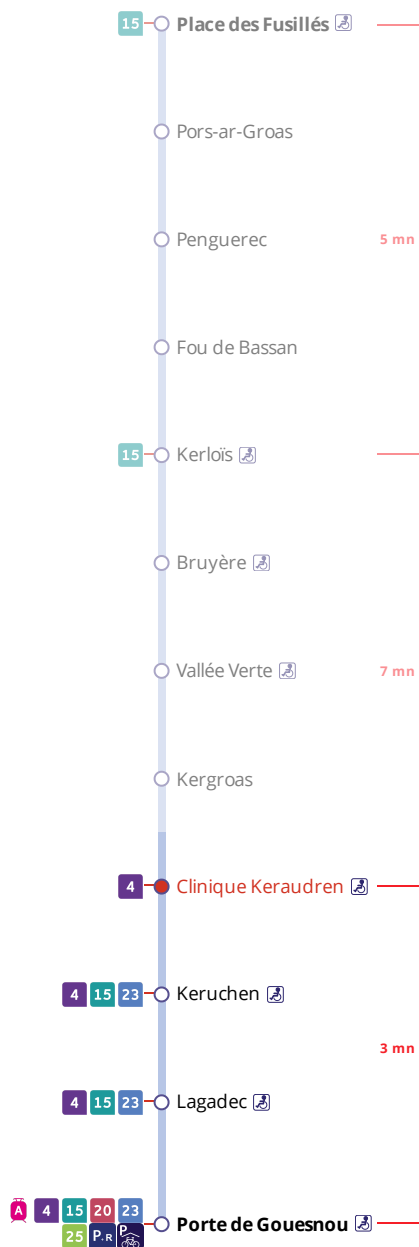 15 Place des Fusillés
Pors-ar-Groas
Penguerec 5 mn
Fou de Bassan
15 Kerloïs
Bruyère
Vallée Verte 7 mn
Kergroas
4 Clinique Keraudren
4 15 23 Keruchen
3 mn
4 15 23 Lagadec
A 4 15 20 23
25 P.R P Porte de Gouesnou